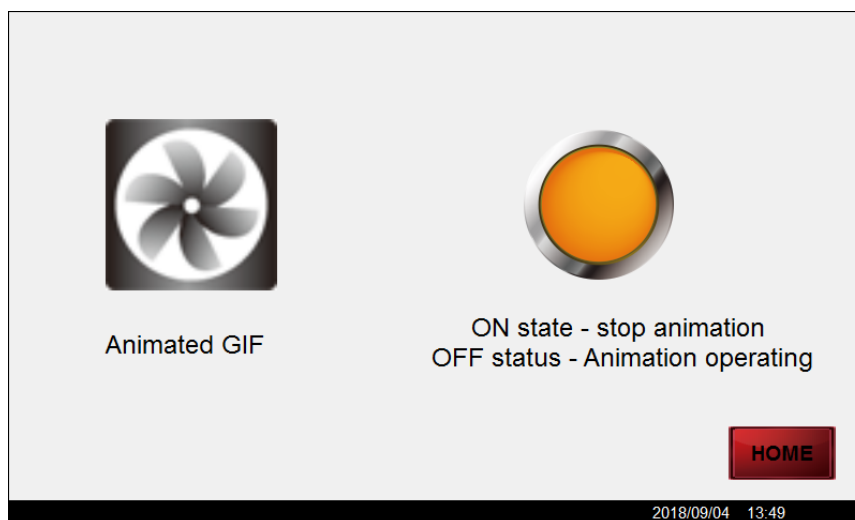 Animated GIF
ON state - stop animation
OFF status - Animation operating
HOME
2018/09/04 13:49